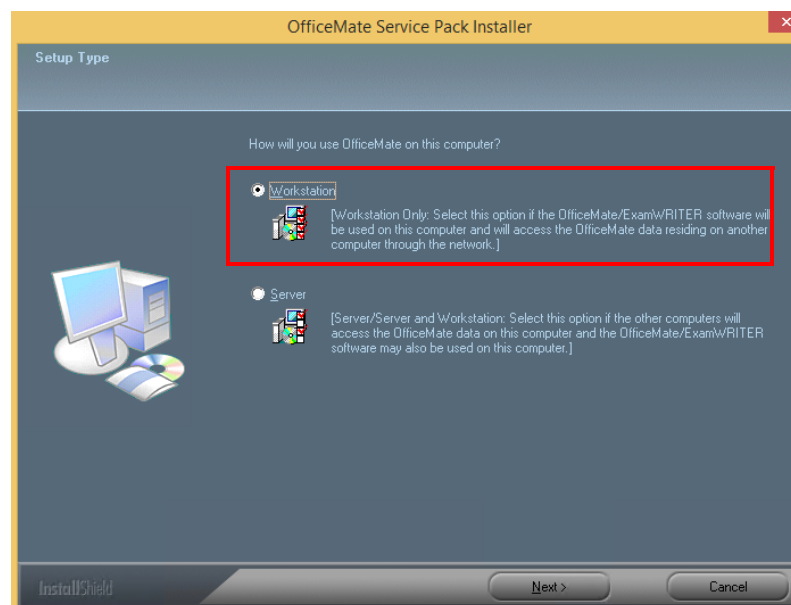 OfficeMate Service Pack Installer
Setup Type
How will you use OfficeMate on this computer?
Workstation
[Workstation Only: Select this option if the OfficeMate/ExamWRITER software will
be used on this computer and will access the OfficeMate data residing on another
computer through the network.]
Server
[Server/Server and Workstation: Select this option if the other computers will
access the OfficeMate data on this computer and the OfficeMate/ExamWRITER
software may also be used on this computer.]
InstallShield
Next >
Cancel